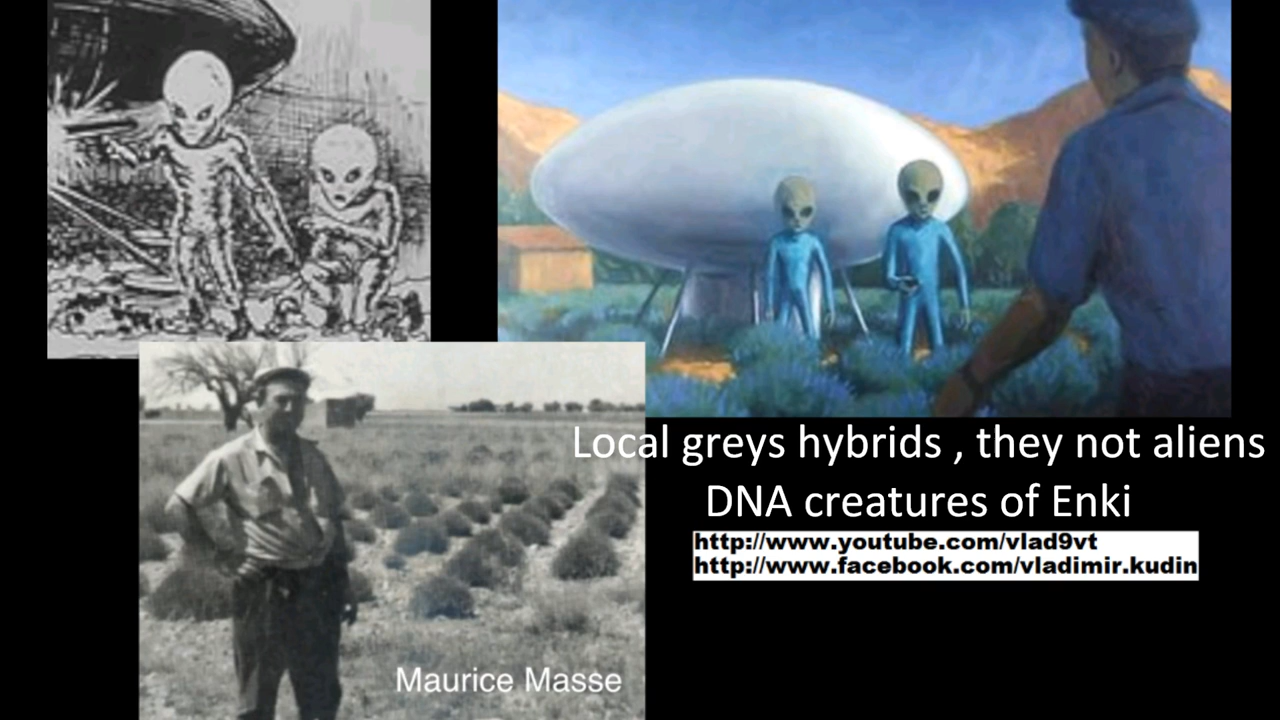 Local greys hybrids , they not aliens
DNA creatures of Enki
http://www.youtube.com/vlad9vt
http://www.facebook.com/vladimir.kudin
Maurice Masse